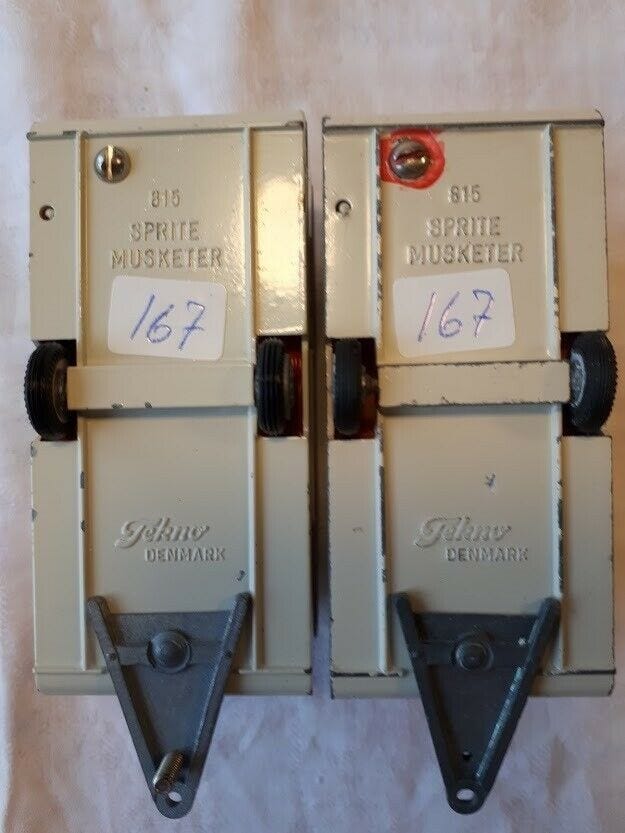 815
SPRITE
MUSKETER
167
Tekno
DENMARK
815
SPRITE
MUSKETER
167
Tekno
DENMARK